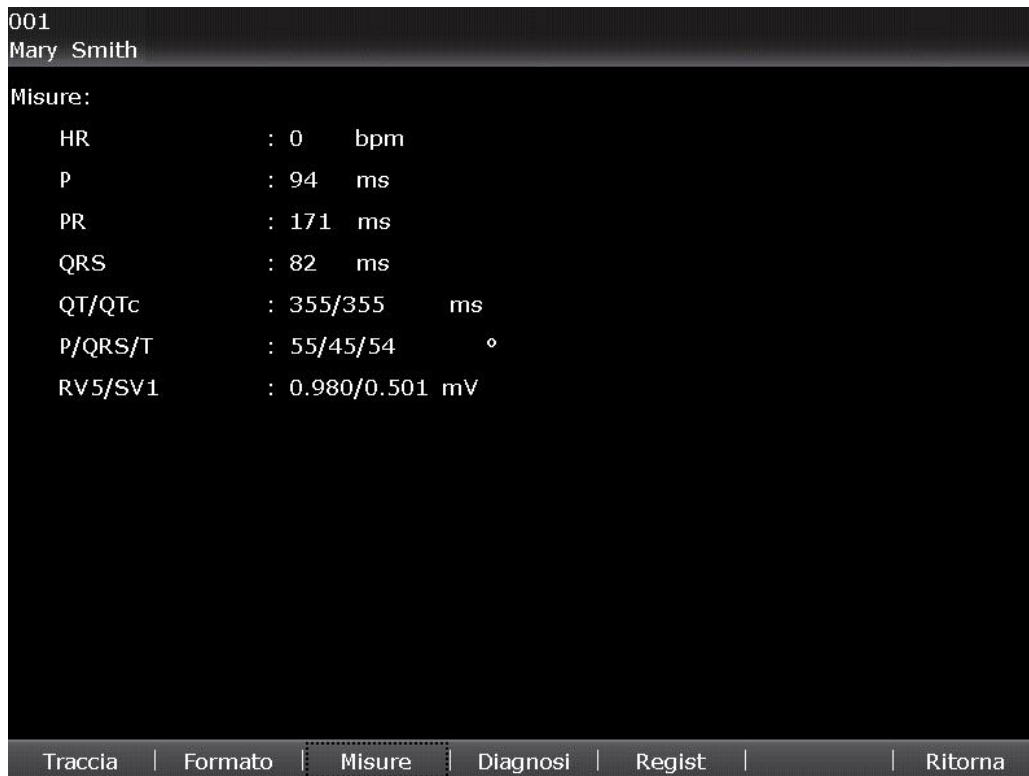 001
Mary Smith
Misure:
HR : 0 bpm
P : 94 ms
PR : 171 ms
QRS : 82 ms
QT/QTc : 355/355 ms
P/QRS/T : 55/45/54 °
RV5/SV1 : 0.980/0.501 mV
Traccia | Formato | Misure | Diagnosi | Regist | | Ritorna